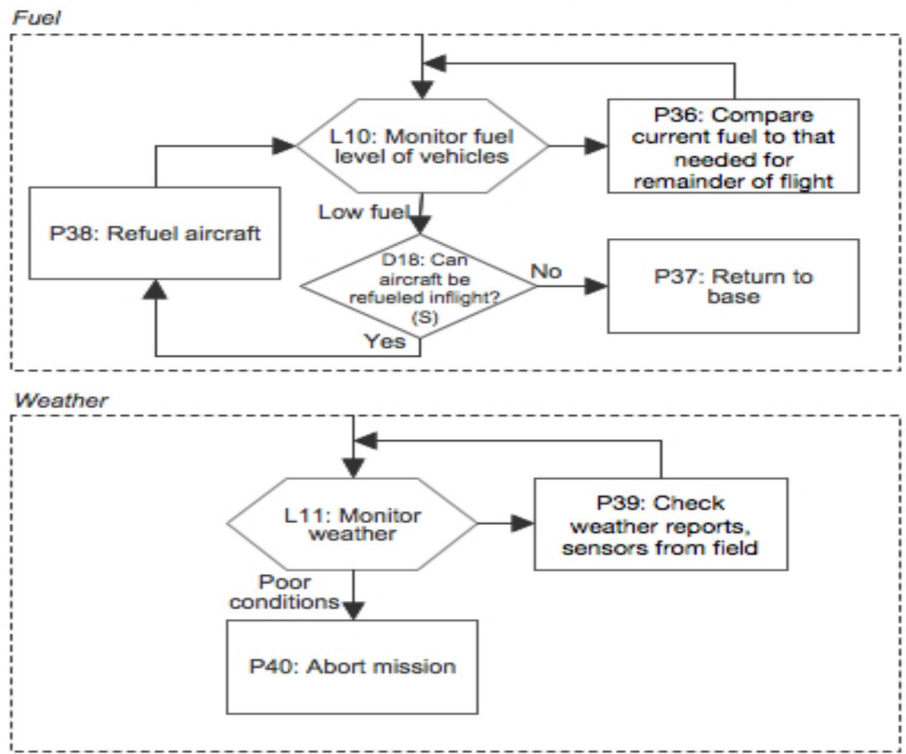 Fuel
L10: Monitor fuel
level of vehicles
P36: Compare
current fuel to that
needed for
remainder of flight
P38: Refuel aircraft
Low fuel
D18: Can
aircraft be
refueled inflight?
(S)
No
P37: Return to
base
Yes
Weather
L11: Monitor
weather
P39: Check
weather reports,
sensors from field
Poor
conditions
P40: Abort mission